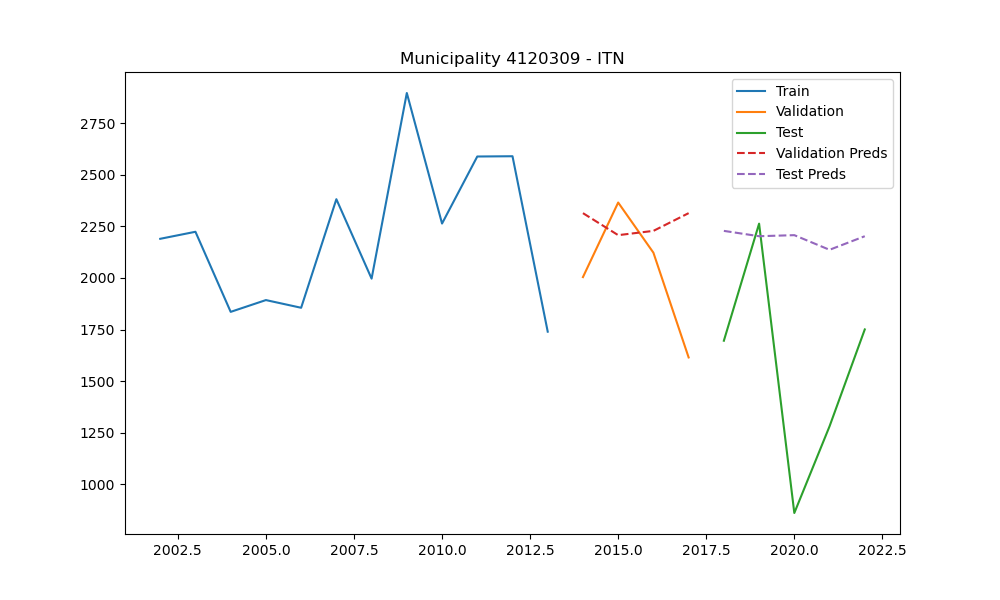 Municipality 4120309 - ITN
Train
Validation
Test
Validation Preds
Test Preds
2750
2500
2250
2000
1750
1500
1250
1000
2002.5 2005.0 2007.5 2010.0 2012.5 2015.0 2017.5 2020.0 2022.5